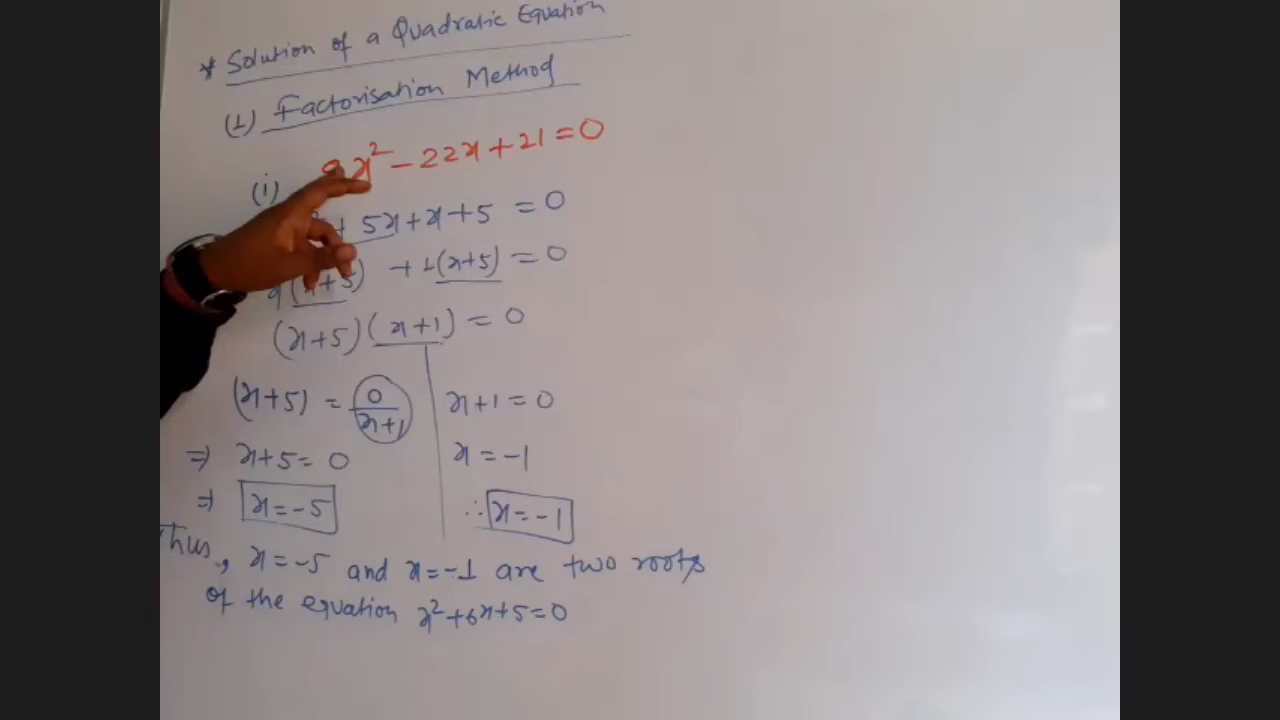 * Solution of a Quadratic Equation
(1) Factorisation Method
(i) x² - 22x + 21 = 0
+ 5x + x + 5 = 0
(x+5) + 1(x+5) = 0
(x+5) (x+1) = 0
(x+5) = 0/x+1
x+1 = 0
⇒ x+5 = 0
x = -1
⇒ x = -5
∴ x = -1
Thus, x = -5 and x = -1 are two roots
of the equation x² + 6x + 5 = 0